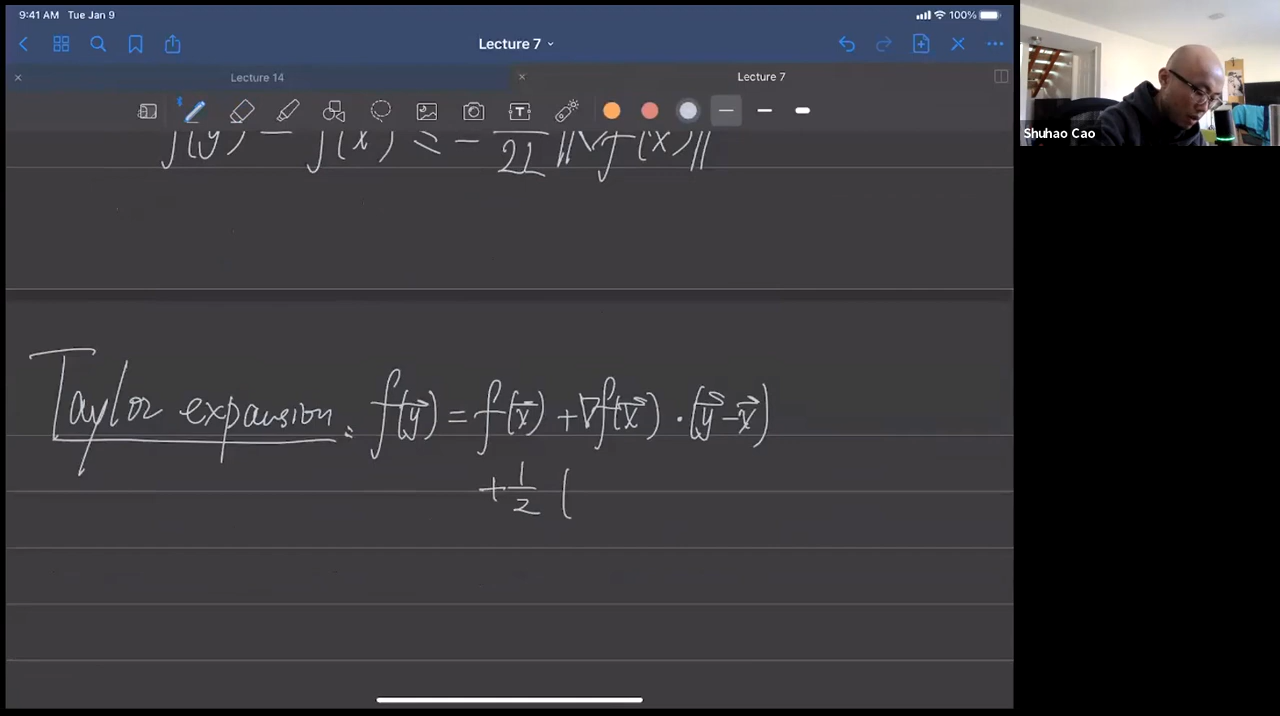 9:41 AM Tue Jan 9
100%
Lecture 7
Lecture 14
Lecture 7
T
Shuhao Cao
f(y) - f(x) ≤ - /2L ||∇f(x)||
Taylor expansion: f(y⃗) = f(x⃗) + ∇f(x⃗) · (y⃗ - x⃗)
+ 1/2 (